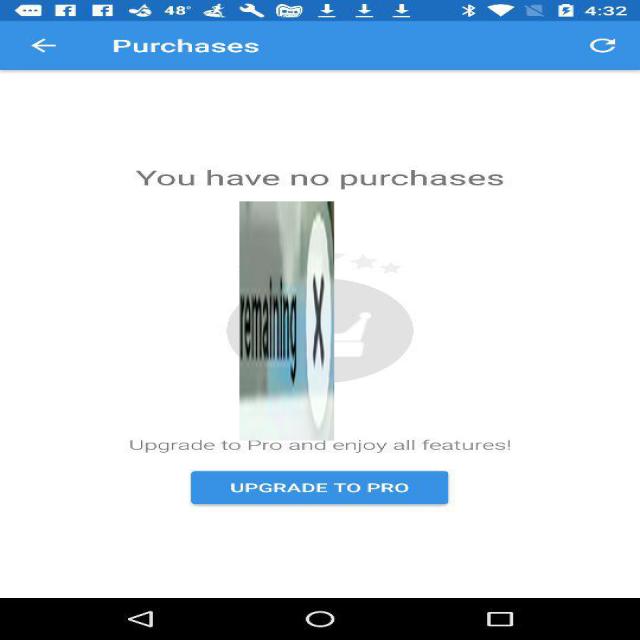 48° 4:32
Purchases
You have no purchases
remaining X
Upgrade to Pro and enjoy all features!
UPGRADE TO PRO